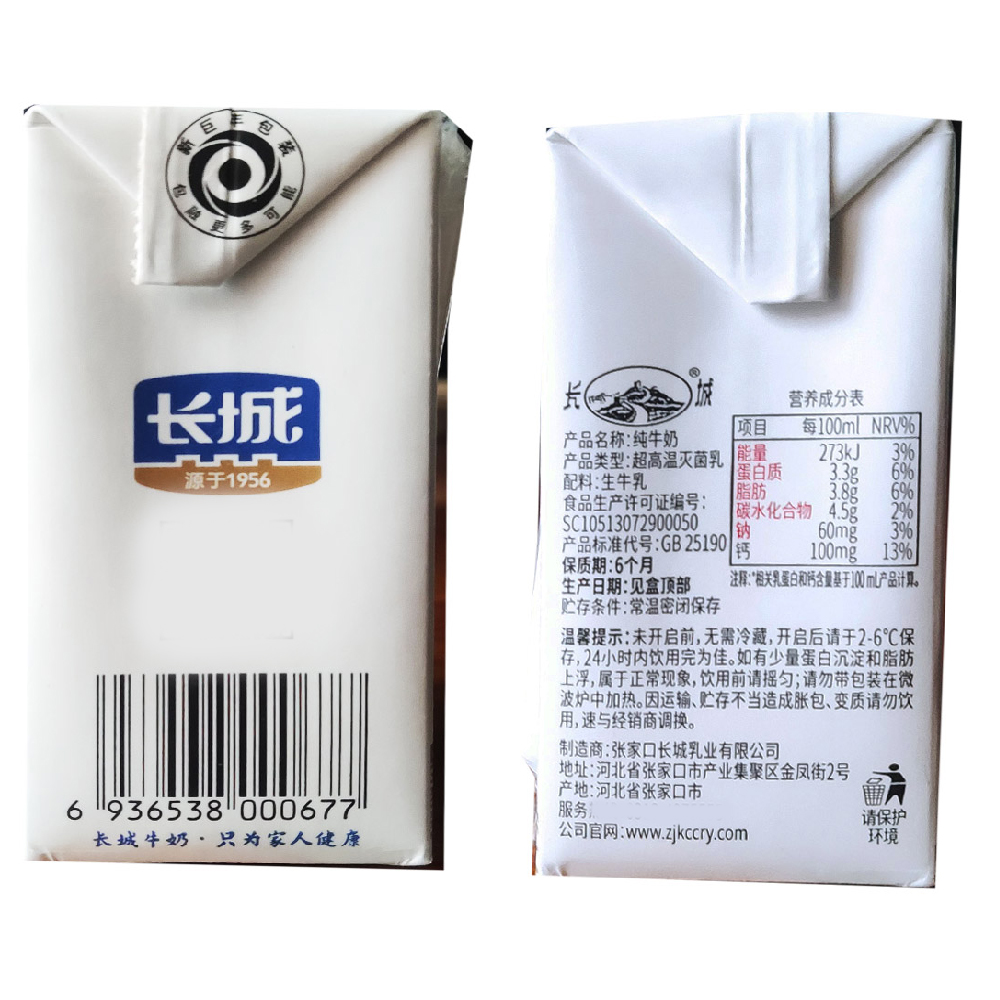 新巨丰包装
包融更多可能
长城
源于1956
6 936538 000677
长城牛奶·只为家人健康
长 城®
产品名称:纯牛奶
产品类型:超高温灭菌乳
配料:生牛乳
食品生产许可证编号:
SC10513072900050
产品标准代号:GB 25190
保质期:6个月
生产日期:见盒顶部
贮存条件:常温密闭保存
营养成分表
项目 每100ml NRV%
能量 273kJ 3%
蛋白质 3.3g 6%
脂肪 3.8g 6%
碳水化合物 4.5g 2%
钠 60mg 3%
钙 100mg 13%
注释:*相关乳蛋白和钙含量基于100 mL产品计算。
温馨提示:未开启前,无需冷藏,开启后请于2-6℃保
存,24小时内饮用完为佳。如有少量蛋白沉淀和脂肪
上浮,属于正常现象,饮用前请摇匀;请勿带包装在微
波炉中加热。因运输、贮存不当造成胀包、变质请勿饮
用,速与经销商调换。
制造商:张家口长城乳业有限公司
地址:河北省张家口市产业集聚区金凤街2号
产地:河北省张家口市
服务
公司官网:www.zjkccry.com
请保护
环境